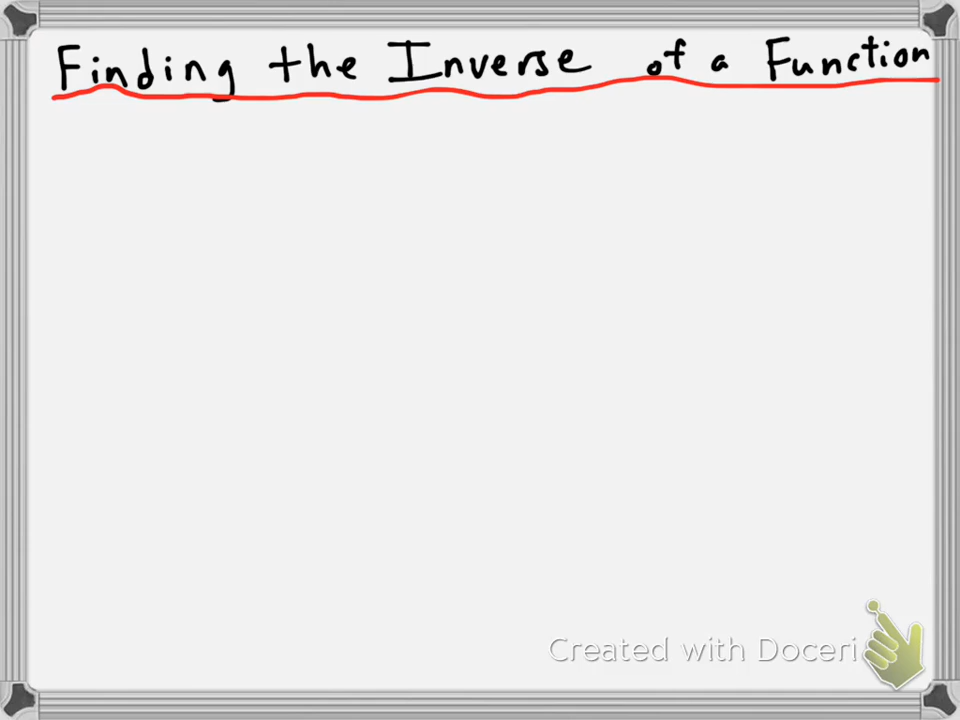 Finding the Inverse of a Function
Created with Doceri